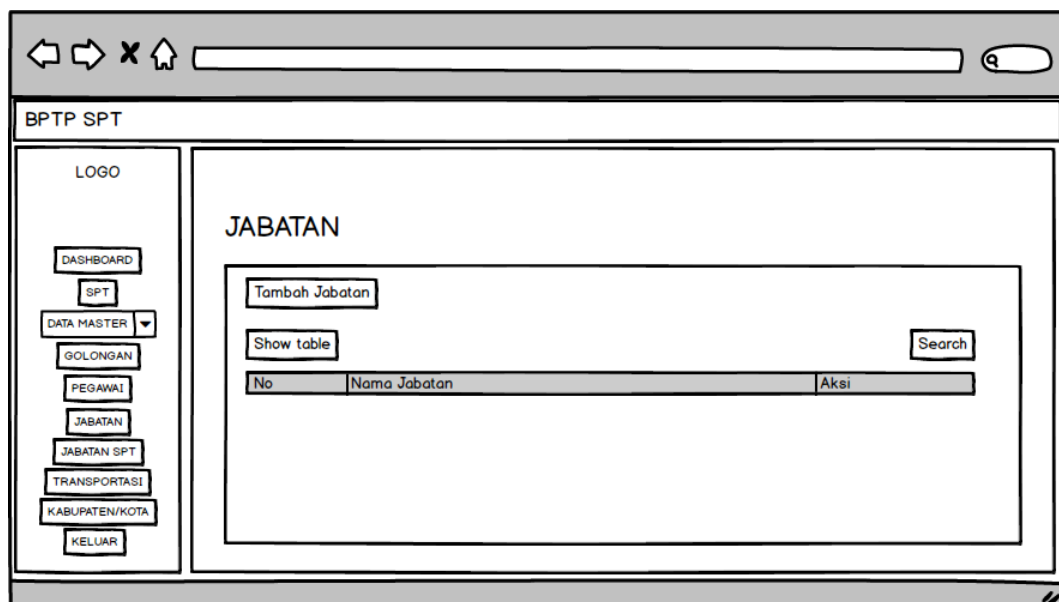 BPTP SPT
LOGO
DASHBOARD
SPT
DATA MASTER
GOLONGAN
PEGAWAI
JABATAN
JABATAN SPT
TRANSPORTASI
KABUPATEN/KOTA
KELUAR
JABATAN
Tambah Jabatan
Show table Search
No Nama Jabatan Aksi